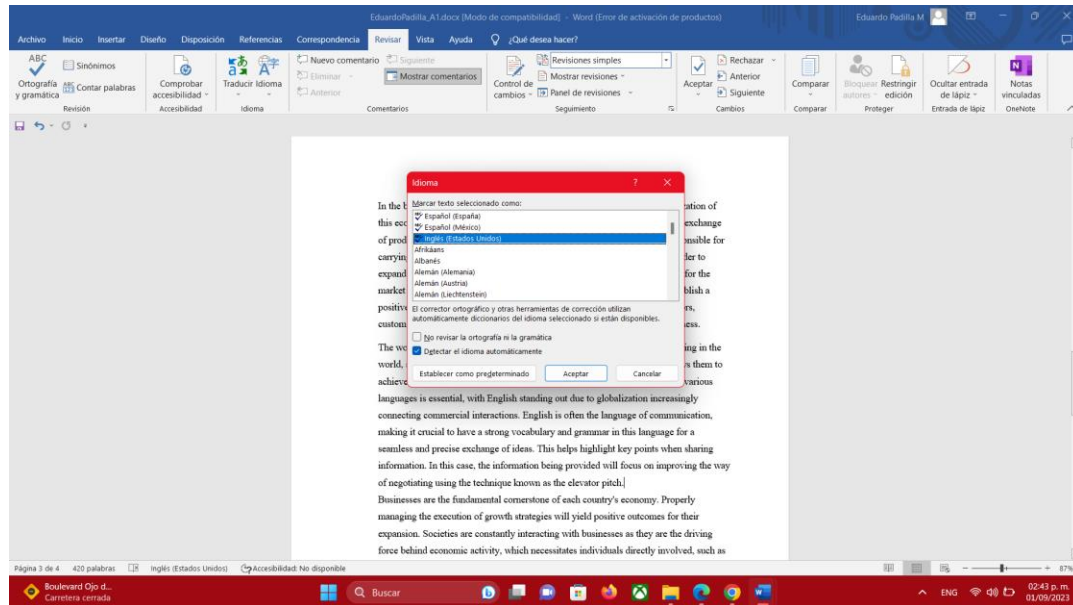 EduardoPadilla_A1.docx [Modo de compatibilidad] - Word (Error de activación de productos)
Eduardo Padilla M
Archivo Inicio Insertar Diseño Disposición Referencias Correspondencia Revisar Vista Ayuda ¿Qué desea hacer?
ABC
Ortografía y gramática
Sinónimos
Contar palabras
Revisión
Comprobar accesibilidad
Accesibilidad
Traducir Idioma
Idioma
Nuevo comentario
Eliminar
Anterior
Siguiente
Mostrar comentarios
Comentarios
Control de cambios
Revisiones simples
Mostrar revisiones
Panel de revisiones
Seguimiento
Aceptar
Rechazar
Anterior
Siguiente
Cambios
Comparar
Comparar
Bloquear autores
Restringir edición
Proteger
Ocultar entrada de lápiz
Entrada de lápiz
Notas vinculadas
OneNote
Idioma ? ×
Marcar texto seleccionado como:
Español (España)
Español (México)
Inglés (Estados Unidos)
Afrikáans
Albanés
Alemán (Alemania)
Alemán (Austria)
Alemán (Liechtenstein)
El corrector ortográfico y otras herramientas de corrección utilizan
automáticamente diccionarios del idioma seleccionado si están disponibles.
No revisar la ortografía ni la gramática
Detectar el idioma automáticamente
Establecer como predeterminado Aceptar Cancelar
In the
this exchange
of
for
expand for the
market
positive
The ing in the
world, them to
achieve various
languages is essential, with English standing out due to globalization increasingly
connecting commercial interactions. English is often the language of communication,
making it crucial to have a strong vocabulary and grammar in this language for a
seamless and precise exchange of ideas. This helps highlight key points when sharing
information. In this case, the information being provided will focus on improving the way
of negotiating using the technique known as the elevator pitch.
Businesses are the fundamental cornerstone of each country's economy. Properly
managing the execution of growth strategies will yield positive outcomes for their
expansion. Societies are constantly interacting with businesses as they are the driving
force behind economic activity, which necessitates individuals directly involved, such as
Página 3 de 4 420 palabras Inglés (Estados Unidos) Accesibilidad: No disponible 87%
Boulevard Ojo d...
Carretera cerrada
Buscar
ENG
02:43 p. m.
01/09/2023